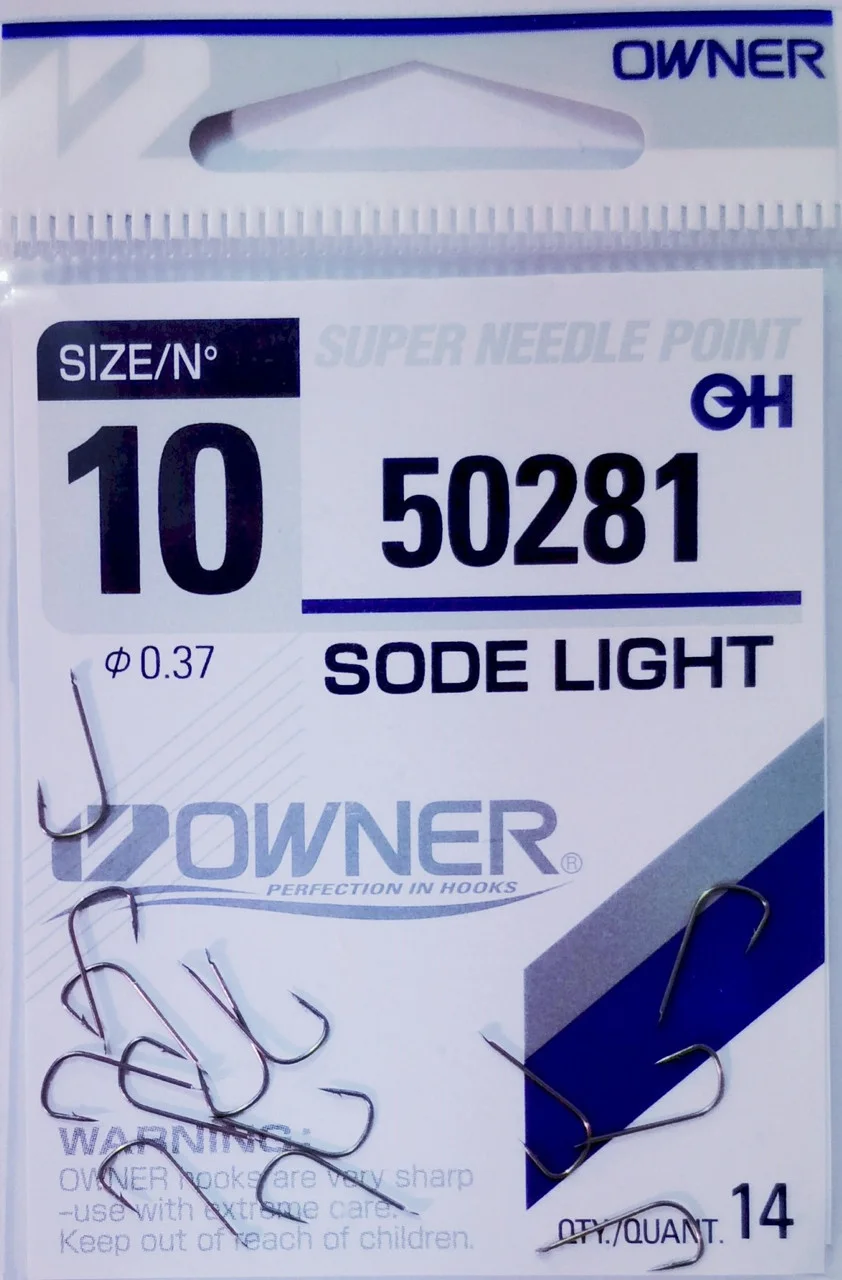 OWNER
SIZE/Nº
SUPER NEEDLE POINT
10
50281
Φ 0.37
SODE LIGHT
OWNER®
PERFECTION IN HOOKS
WARNING:
OWNER hooks are very sharp
-use with extreme care.
Keep out of reach of children.
QTY./QUANT. 14